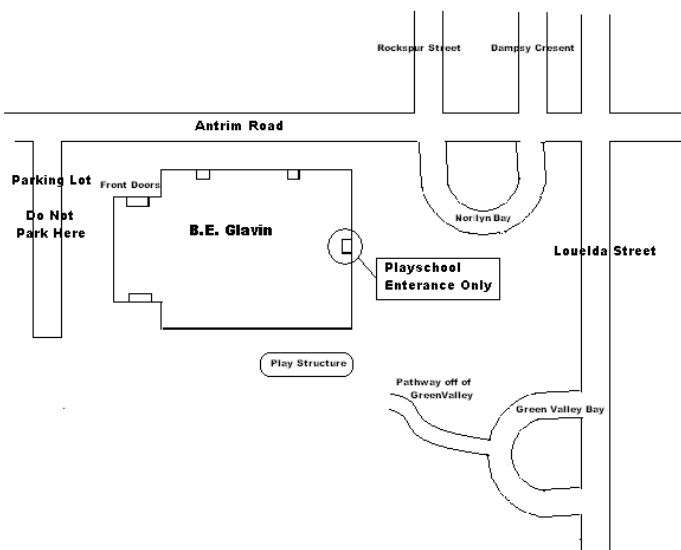 Rockspur Street
Dampsy Cresent
Antrim Road
Parking Lot
Front Doors
Do Not
Park Here
B.E. Glavin
Norilyn Bay
Louelda Street
Playschool
Entrance Only
Play Structure
Pathway off of
GreenValley
Green Valley Bay